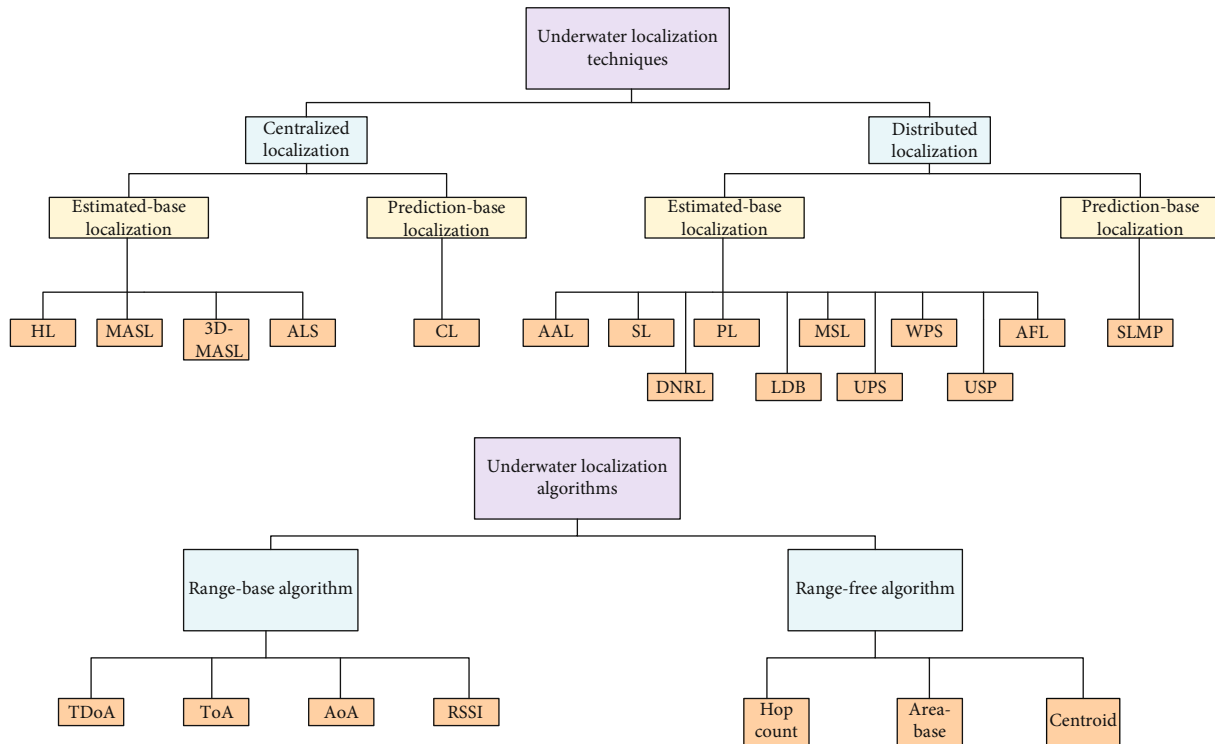 Underwater localization
techniques
Centralized
localization
Distributed
localization
Estimated-base
localization
Prediction-base
localization
Estimated-base
localization
Prediction-base
localization
HL
MASL
3D-
MASL
ALS
CL
AAL
SL
PL
MSL
WPS
AFL
SLMP
DNRL
LDB
UPS
USP
Underwater localization
algorithms
Range-base algorithm
Range-free algorithm
TDoA
ToA
AoA
RSSI
Hop
count
Area-
base
Centroid